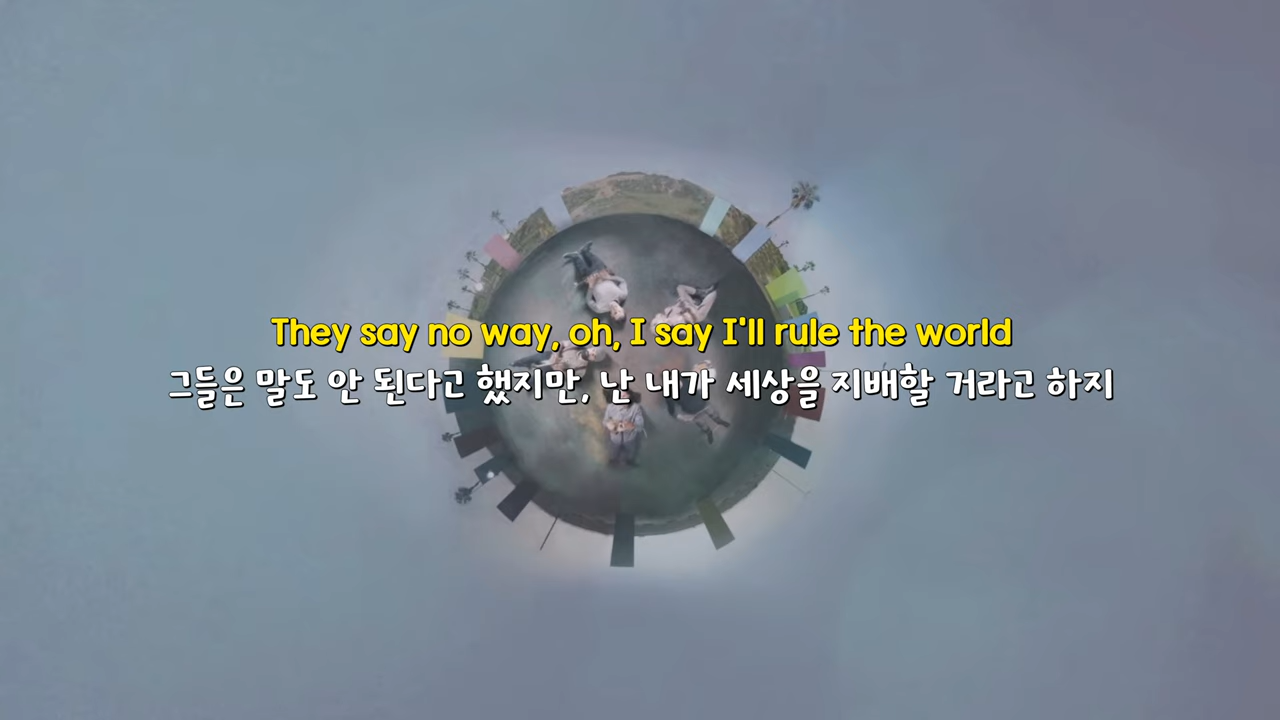 They say no way, oh, I say I'll rule the world
그들은 말도 안 된다고 했지만, 난 내가 세상을 지배할 거라고 하지